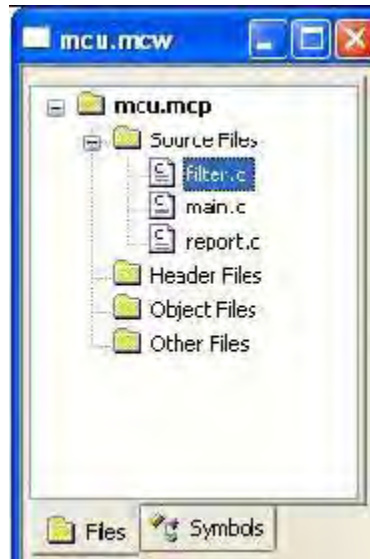 mcu.mcw
mcu.mcp
Source Files
filter.c
main.c
report.c
Header Files
Object Files
Other Files
Files Symbols